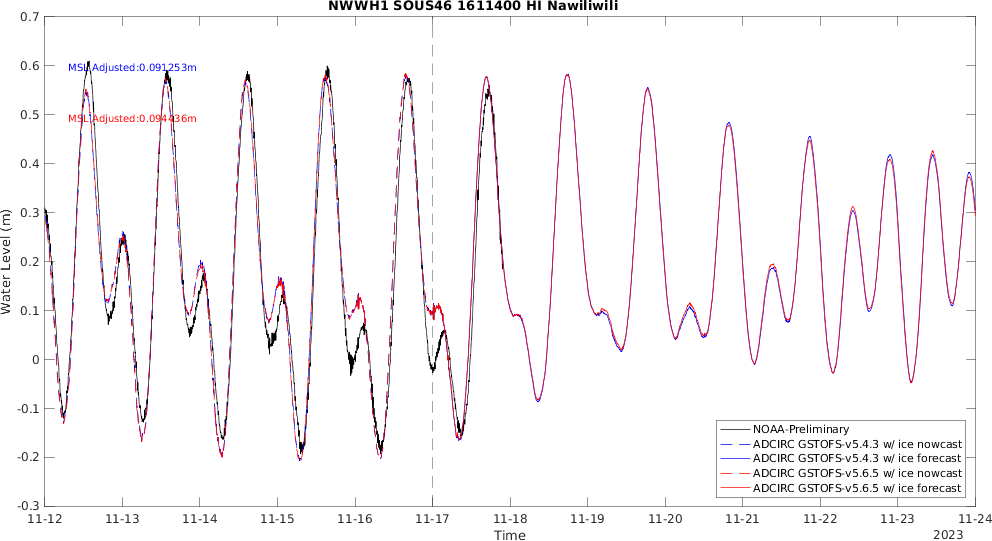 NWWH1 SOUS46 1611400 HI Nawiliwili
0.7
0.6
0.5
0.4
0.3
0.2
0.1
0
-0.1
-0.2
-0.3
Water Level (m)
MSL Adjusted:0.091253m
MSL Adjusted:0.094436m
NOAA-Preliminary
ADCIRC GSTOFS-v5.4.3 w/ ice nowcast
ADCIRC GSTOFS-v5.4.3 w/ ice forecast
ADCIRC GSTOFS-v5.6.5 w/ ice nowcast
ADCIRC GSTOFS-v5.6.5 w/ ice forecast
11-12 11-13 11-14 11-15 11-16 11-17 11-18 11-19 11-20 11-21 11-22 11-23 11-24
Time
2023